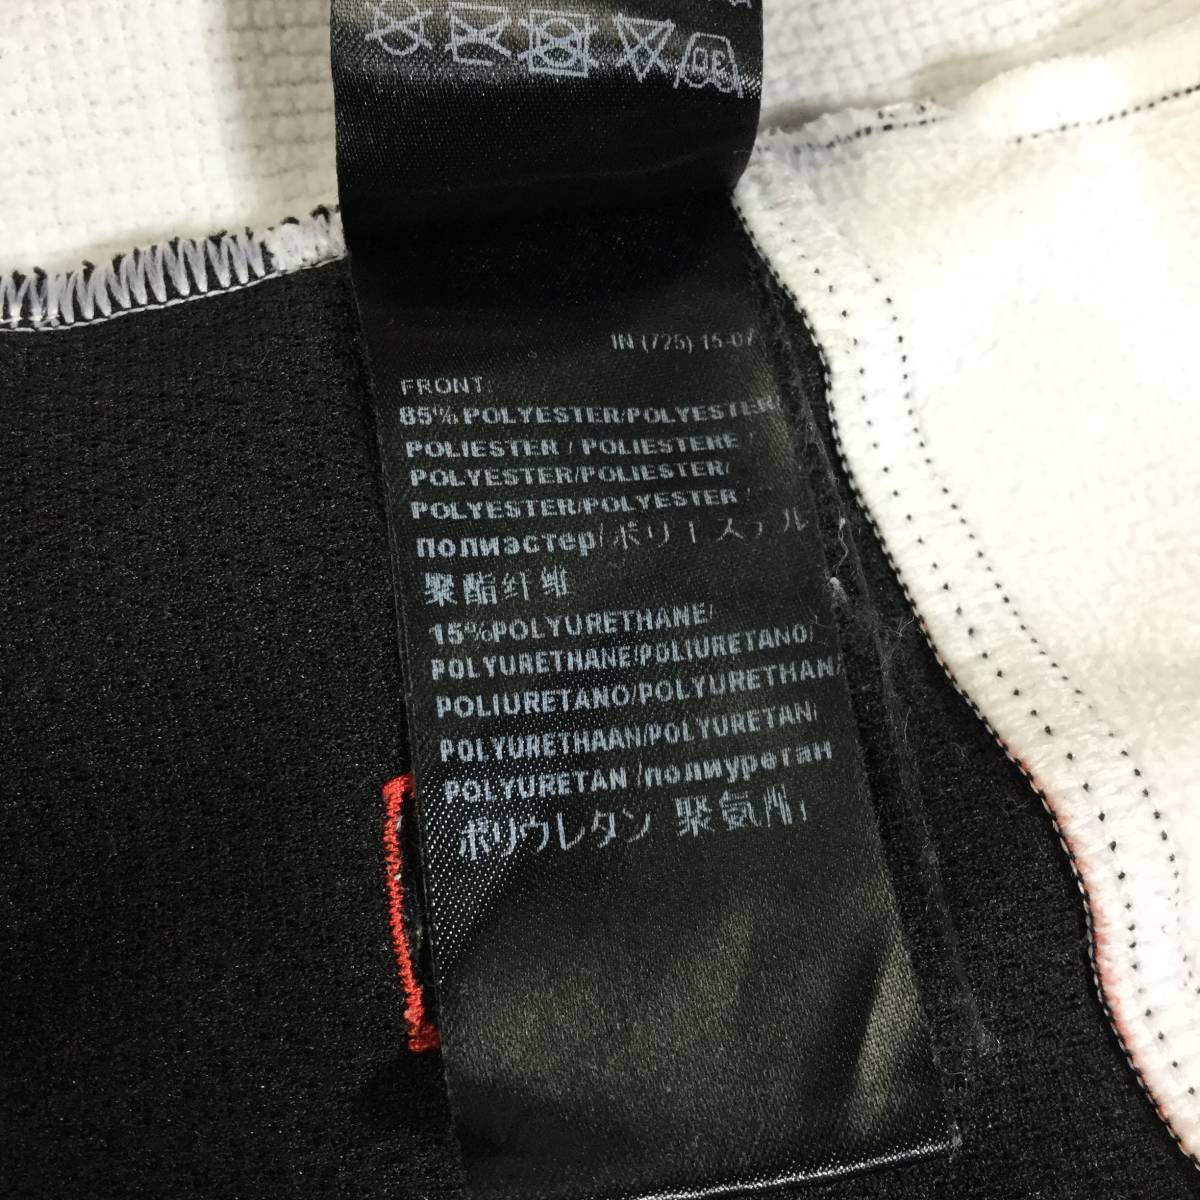 30
IN (725) 15-07
FRONT:
85% POLYESTER/POLYESTER
POLIESTER / POLIESTERE /
POLYESTER/POLIESTER/
POLYESTER/POLYESTER /
полиэстер/ポリエステル
聚酯纤维
15%POLYURETHANE/
POLYURETHANE/POLIURETANO/
POLIURETANO/POLYURETHAN/
POLYURETHAAN/POLYURETAN/
POLYURETAN /полиуретан
ポリウレタン 聚氨酯